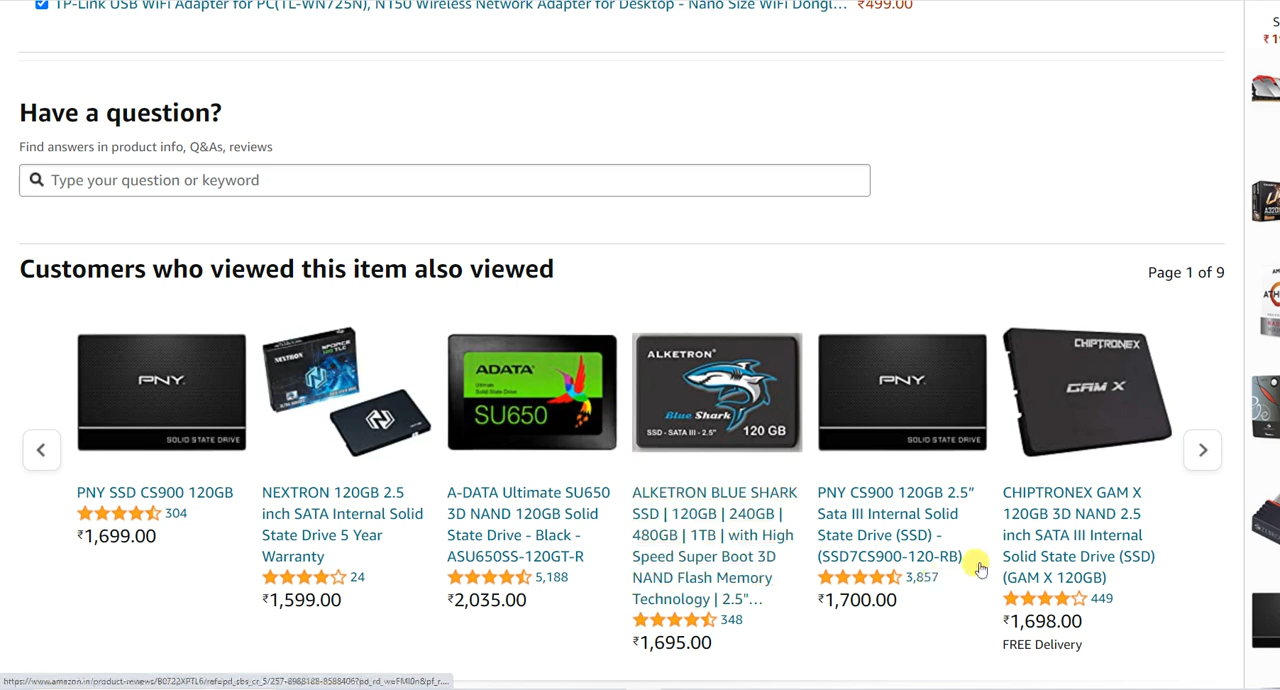 TP-Link USB WiFi Adapter for PC(TL-WN725N), N150 Wireless Network Adapter for Desktop - Nano Size WiFi Dongl... ₹499.00
Have a question?
Find answers in product info, Q&As, reviews
Type your question or keyword
Customers who viewed this item also viewed
Page 1 of 9
PNY
SOLID STATE DRIVE
NEXTRON
ADATA
Ultimate
Solid State Drive
SU650
ALKETRON
Blue Shark
SSD - SATA III - 2.5" 120 GB
PNY
SOLID STATE DRIVE
CHIPTRONEX
GAM X
PNY SSD CS900 120GB
304
₹1,699.00
NEXTRON 120GB 2.5
inch SATA Internal Solid
State Drive 5 Year
Warranty
24
₹1,599.00
A-DATA Ultimate SU650
3D NAND 120GB Solid
State Drive - Black -
ASU650SS-120GT-R
5,188
₹2,035.00
ALKETRON BLUE SHARK
SSD | 120GB | 240GB |
480GB | 1TB | with High
Speed Super Boot 3D
NAND Flash Memory
Technology | 2.5"...
348
₹1,695.00
PNY CS900 120GB 2.5”
Sata III Internal Solid
State Drive (SSD) -
(SSD7CS900-120-RB)
3,857
₹1,700.00
CHIPTRONEX GAM X
120GB 3D NAND 2.5
inch SATA III Internal
Solid State Drive (SSD)
(GAM X 120GB)
449
₹1,698.00
FREE Delivery